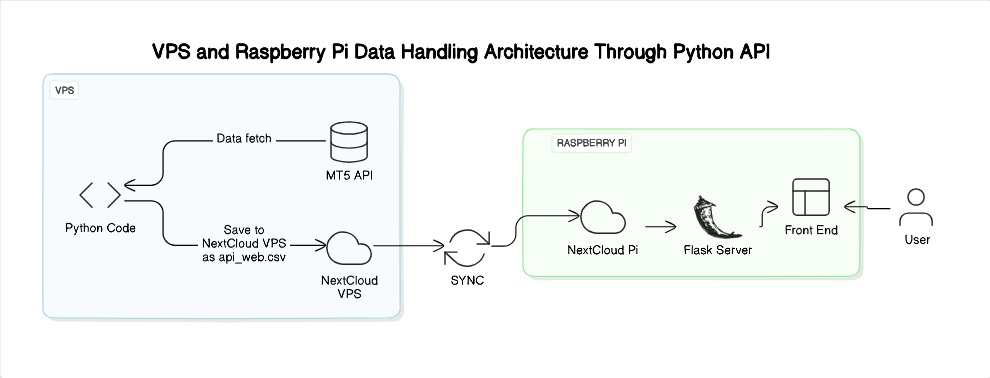 VPS and Raspberry Pi Data Handling Architecture Through Python API
VPS
Data fetch
MT5 API
Python Code
Save to
NextCloud VPS
as api_web.csv
NextCloud
VPS
SYNC
RASPBERRY PI
NextCloud Pi
Flask Server
Front End
User